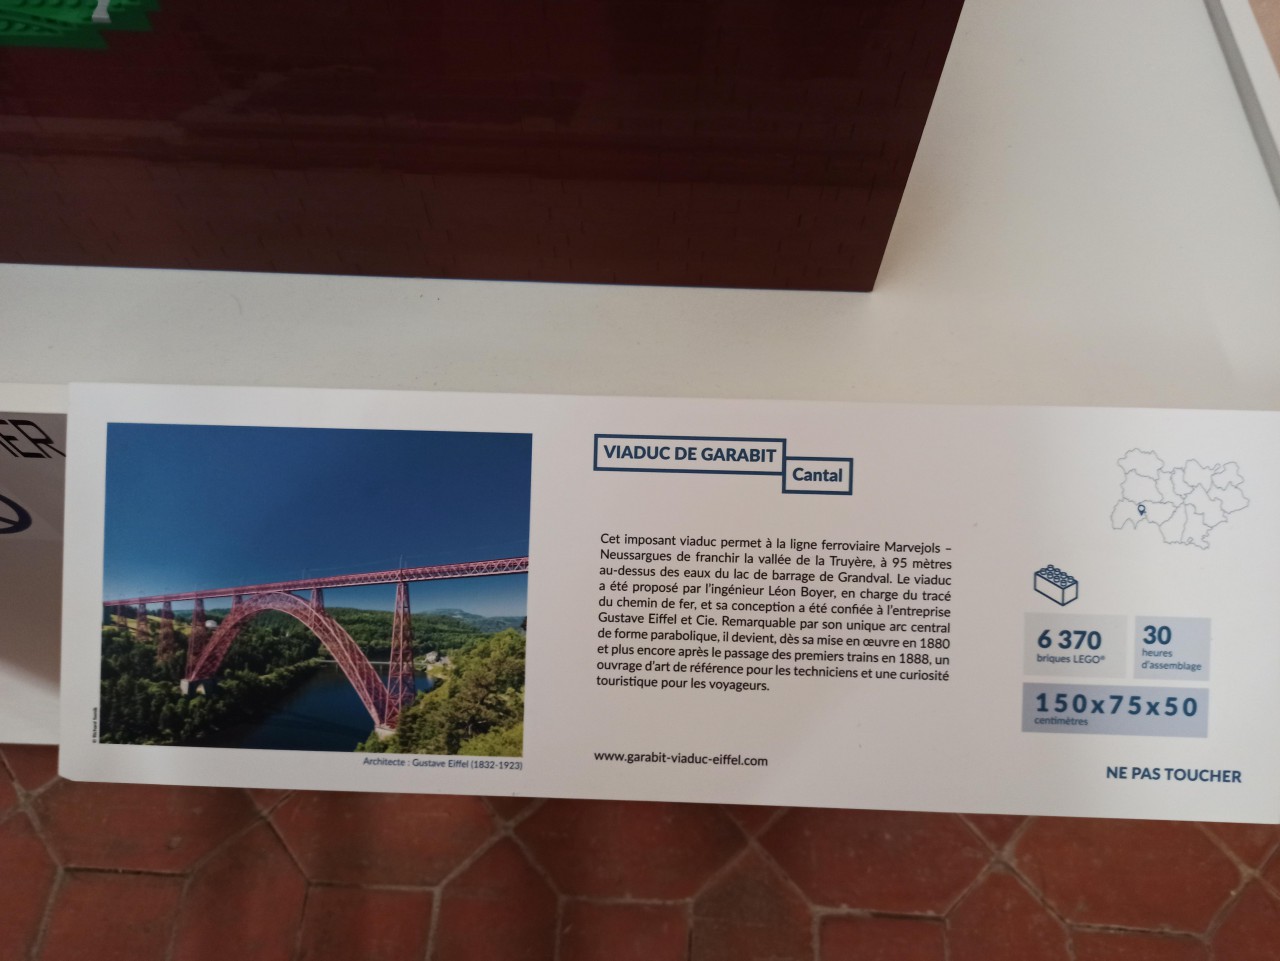 VIADUC DE GARABIT
Cantal
Cet imposant viaduc permet à la ligne ferroviaire Marvejols –
Neussargues de franchir la vallée de la Truyère, à 95 mètres
au-dessus des eaux du lac de barrage de Grandval. Le viaduc
a été proposé par l'ingénieur Léon Boyer, en charge du tracé
du chemin de fer, et sa conception a été confiée à l'entreprise
Gustave Eiffel et Cie. Remarquable par son unique arc central
de forme parabolique, il devient, dès sa mise en œuvre en 1880
et plus encore après le passage des premiers trains en 1888, un
ouvrage d'art de référence pour les techniciens et une curiosité
touristique pour les voyageurs.
www.garabit-viaduc-eiffel.com
Architecte : Gustave Eiffel (1832-1923)
6 370
briques LEGO®
30
heures
d'assemblage
150x75x50
centimètres
NE PAS TOUCHER